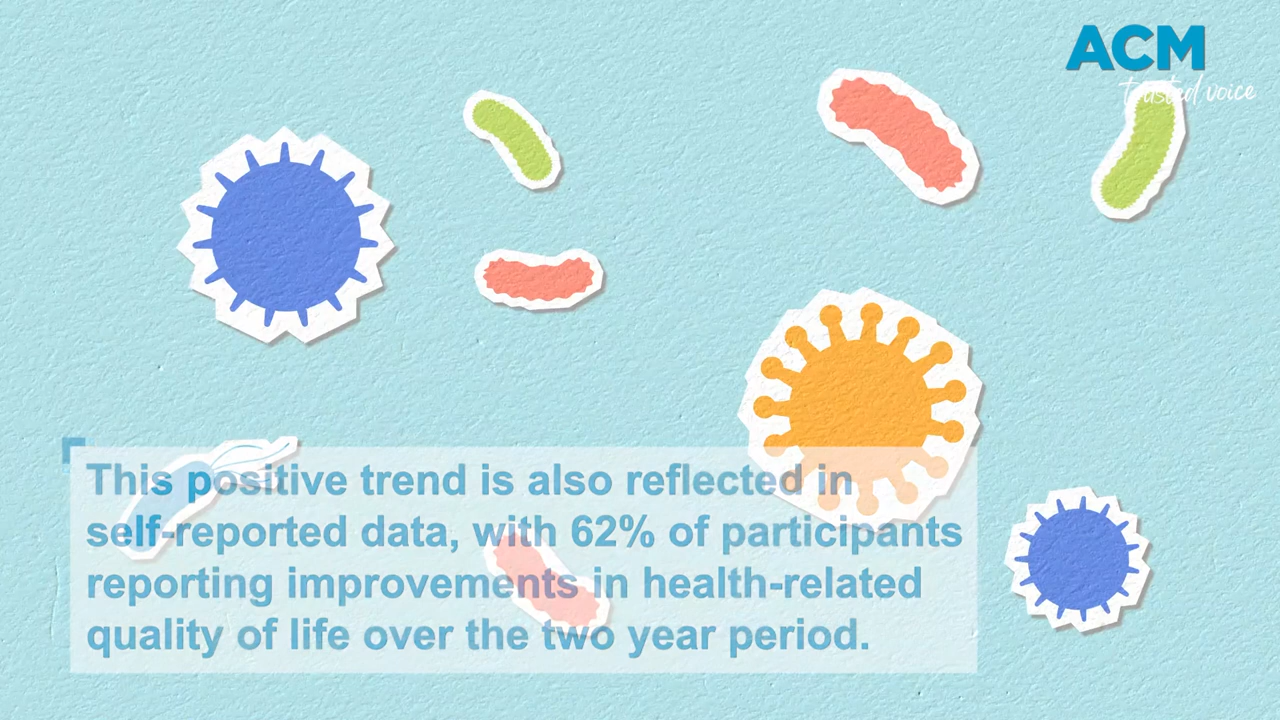 ACM
trusted voice
This positive trend is also reflected in
self-reported data, with 62% of participants
reporting improvements in health-related
quality of life over the two year period.